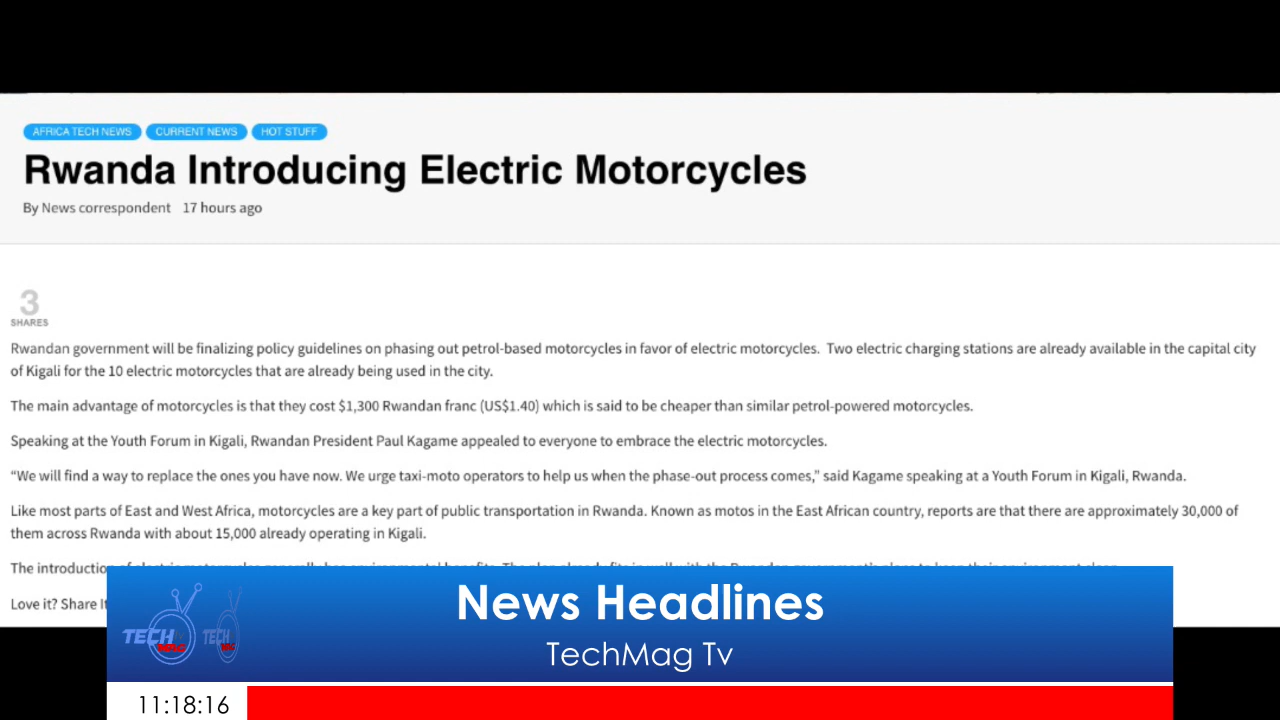 AFRICA TECH NEWS CURRENT NEWS HOT STUFF
Rwanda Introducing Electric Motorcycles
By News correspondent 17 hours ago
3
SHARES
Rwandan government will be finalizing policy guidelines on phasing out petrol-based motorcycles in favor of electric motorcycles. Two electric charging stations are already available in the capital city
of Kigali for the 10 electric motorcycles that are already being used in the city.
The main advantage of motorcycles is that they cost $1,300 Rwandan franc (US$1.40) which is said to be cheaper than similar petrol-powered motorcycles.
Speaking at the Youth Forum in Kigali, Rwandan President Paul Kagame appealed to everyone to embrace the electric motorcycles.
“We will find a way to replace the ones you have now. We urge taxi-moto operators to help us when the phase-out process comes,” said Kagame speaking at a Youth Forum in Kigali, Rwanda.
Like most parts of East and West Africa, motorcycles are a key part of public transportation in Rwanda. Known as motos in the East African country, reports are that there are approximately 30,000 of
them across Rwanda with about 15,000 already operating in Kigali.
The introduction
Love it? Share It
News Headlines
TechMag Tv
TECH TECH
11:18:16